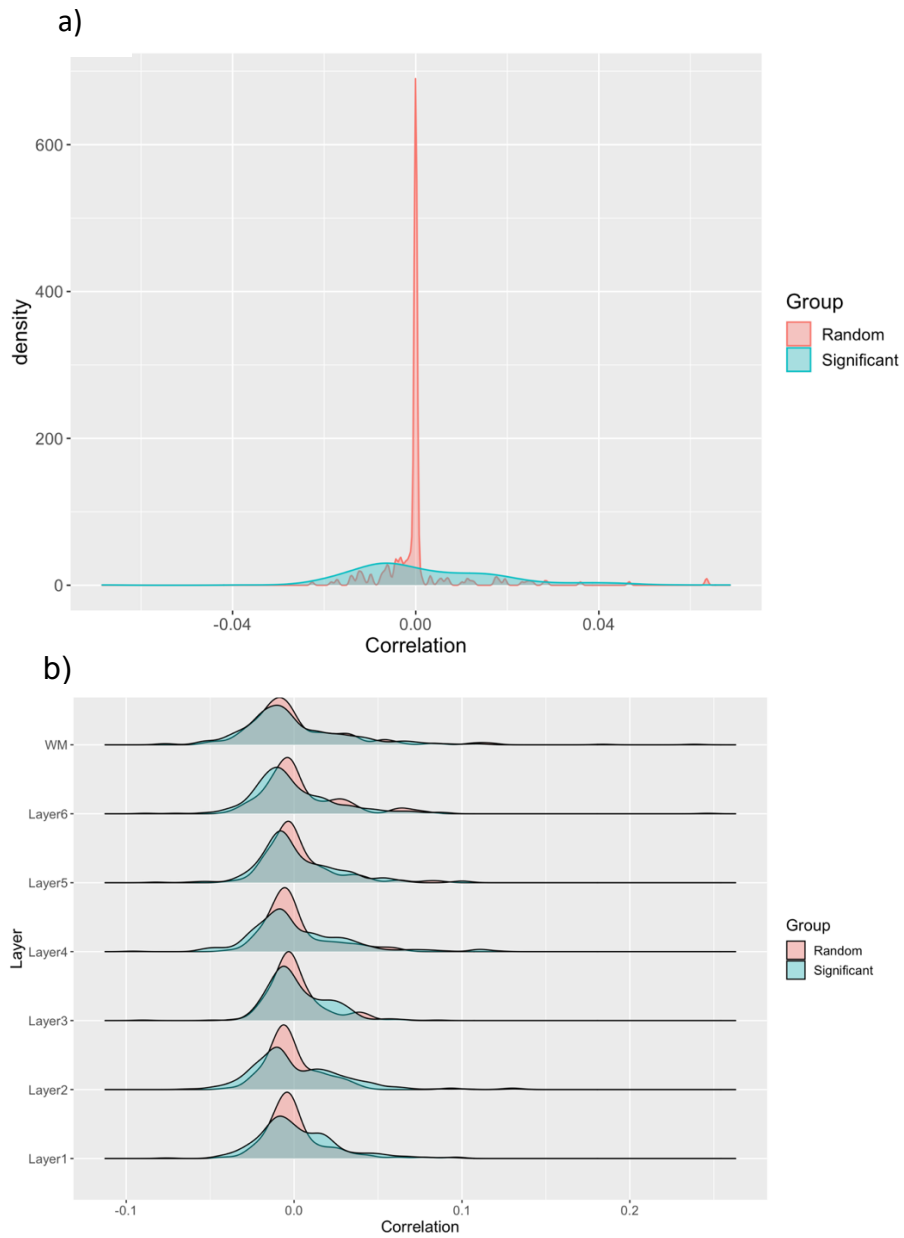 a)
600
400
200
0
density
-0.04
0.00
0.04
Correlation
Group
Random
Significant
b)
WM
Layer6
Layer5
Layer4
Layer3
Layer2
Layer1
Layer
-0.1
0.0
0.1
0.2
Correlation
Group
Random
Significant